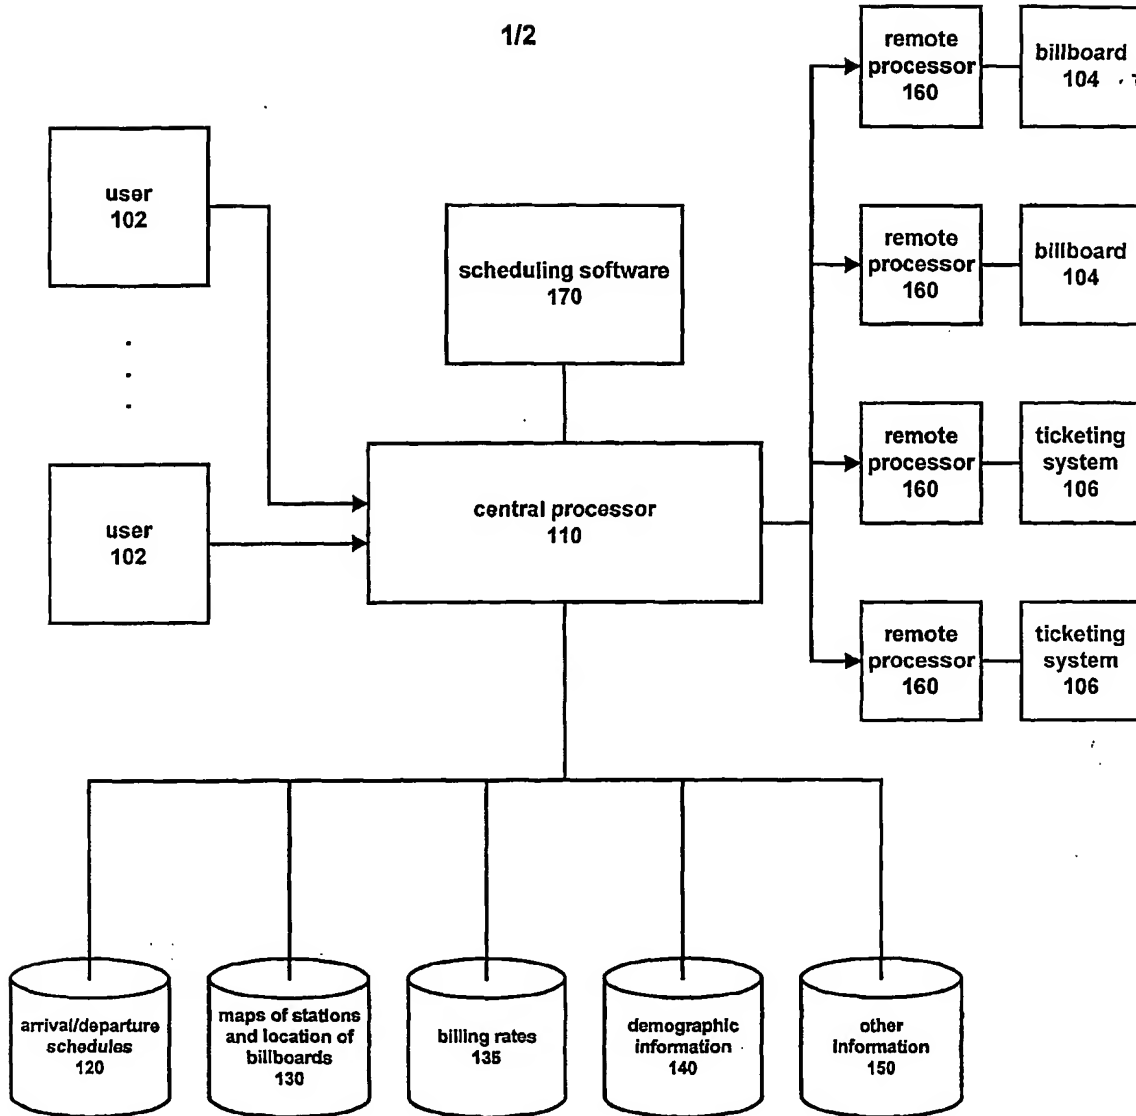 1/2
user
102
user
102
scheduling software
170
central processor
110
remote
processor
160
billboard
104
remote
processor
160
billboard
104
remote
processor
160
ticketing
system
106
remote
processor
160
ticketing
system
106
arrival/departure
schedules
120
maps of stations
and location of
billboards
130
billing rates
135
demographic
information
140
other
information
150